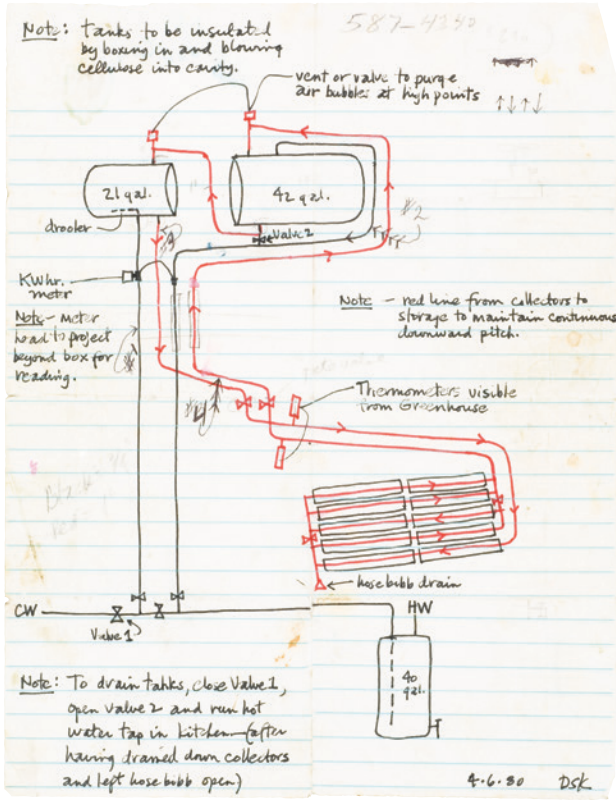 Note: Tanks to be insulated
by boxing in and blowing
cellulose into cavity.
587-4340
vent or valve to purge
air bubbles at high points
21 gal.
42 gal.
drooler
Valve 2
#2
KWhr.
meter
Note- meter
head to project
beyond box for
reading.
Note - red line from collectors to
storage to maintain continuous
downward pitch.
Thermometers visible
from Greenhouse
hose bibb drain
CW
Valve 1
HW
40
gal.
Note: To drain tanks, close Valve 1,
open valve 2 and run hot
water tap in kitchen (after
having drained down collectors
and left hose bibb open)
4.6.80 DSK